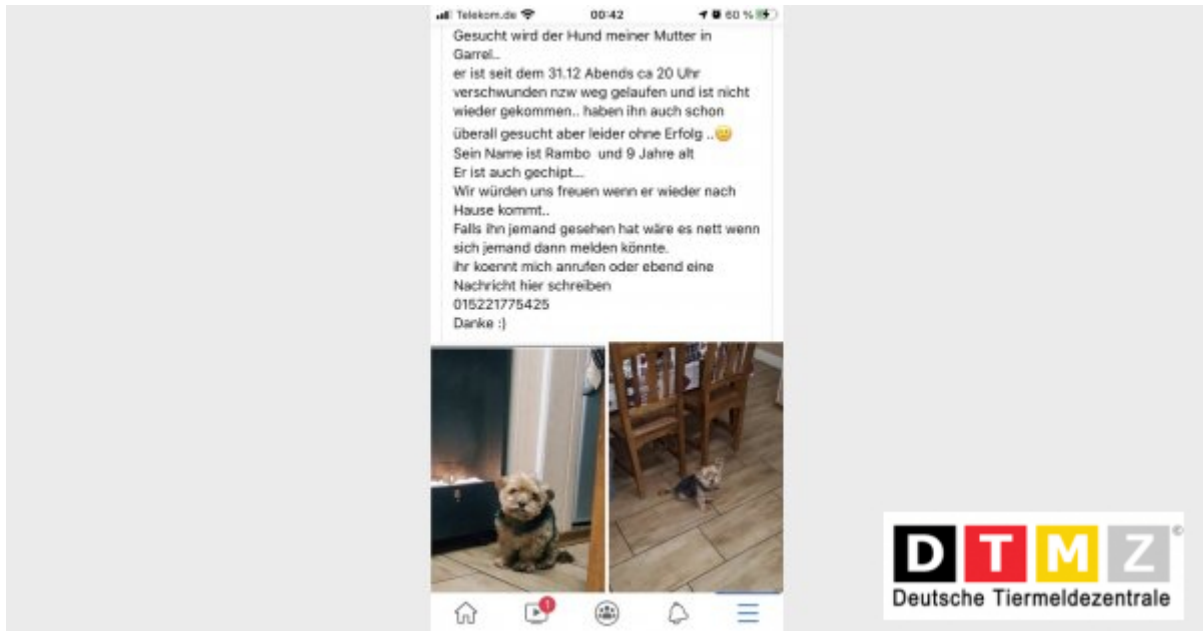 Telekom.de 00:42 60 %
Gesucht wird der Hund meiner Mutter in
Garrel..
er ist seit dem 31.12 Abends ca 20 Uhr
verschwunden nzw weg gelaufen und ist nicht
wieder gekommen.. haben ihn auch schon
überall gesucht aber leider ohne Erfolg ..😕
Sein Name ist Rambo und 9 Jahre alt
Er ist auch gechipt...
Wir würden uns freuen wenn er wieder nach
Hause kommt..
Falls ihn jemand gesehen hat wäre es nett wenn
sich jemand dann melden könnte.
ihr koennt mich anrufen oder ebend eine
Nachricht hier schreiben
015221775425
Danke :)
1
DTMZ
Deutsche Tiermeldezentrale